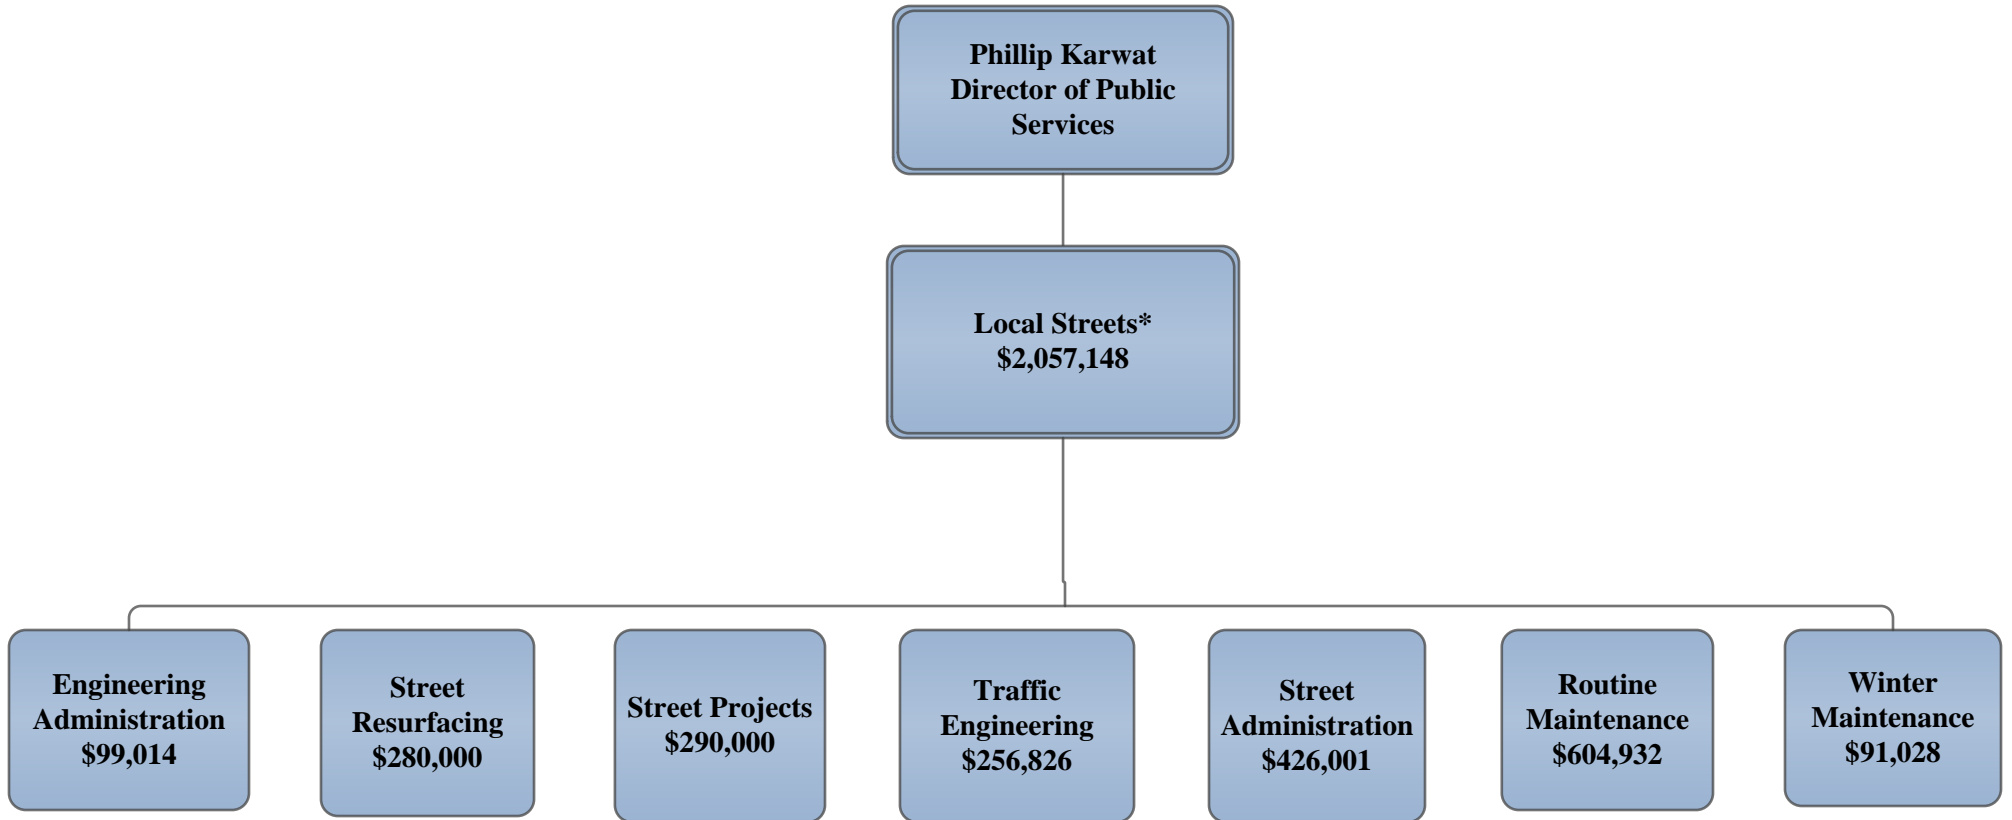 Phillip Karwat
Director of Public
Services
Local Streets*
$2,057,148
Engineering
Administration
$99,014
Street
Resurfacing
$280,000
Street Projects
$290,000
Traffic
Engineering
$256,826
Street
Administration
$426,001
Routine
Maintenance
$604,932
Winter
Maintenance
$91,028